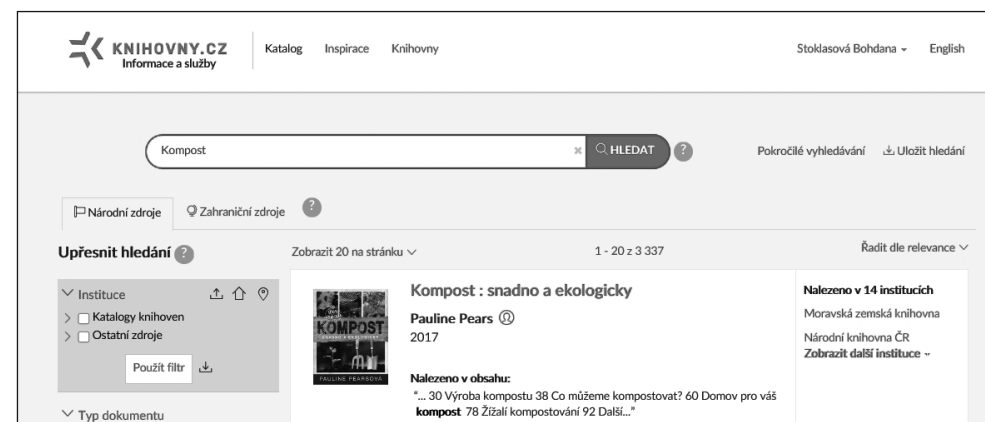 KNIHOVNY.CZ
Informace a služby
Katalog Inspirace Knihovny
Stoklasová Bohdana English
Kompost
HLEDAT
?
Pokročilé vyhledávání Uložit hledání
Národní zdroje Zahraniční zdroje ?
Upřesnit hledání ?
Zobrazit 20 na stránku
1 - 20 z 3 337
Řadit dle relevance
Instituce
Katalogy knihoven
Ostatní zdroje
Použít filtr
Typ dokumentu
KOMPOST
SNADNO A EKOLOGICKY
PAULINE PEARSOVÁ
Kompost : snadno a ekologicky
Pauline Pears
2017
Nalezeno v obsahu:
“... 30 Výroba kompostu 38 Co můžeme kompostovat? 60 Domov pro váš
kompost 78 Žížalí kompostování 92 Další...”
Nalezeno v 14 institucích
Moravská zemská knihovna
Národní knihovna ČR
Zobrazit další instituce